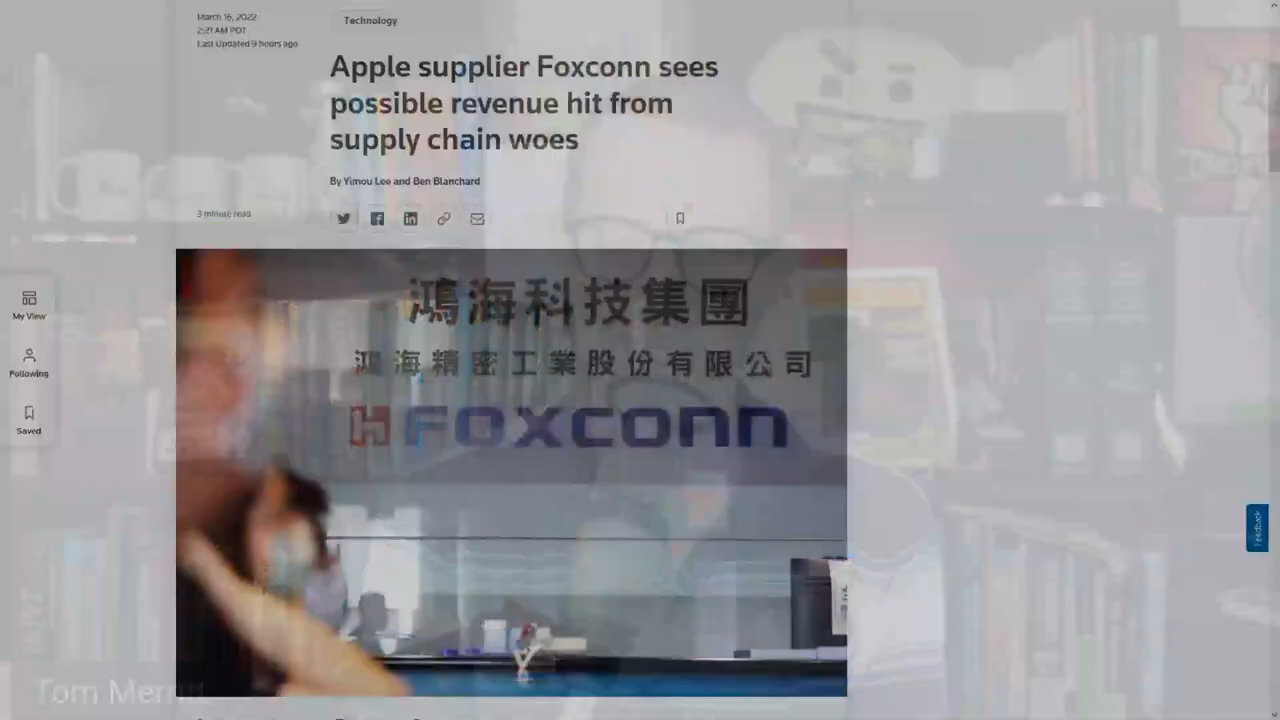 March 16, 2022
2:21 AM PDT
Last Updated 9 hours ago
Technology
Apple supplier Foxconn sees
possible revenue hit from
supply chain woes
By Yimou Lee and Ben Blanchard
3 minute read
My View
Following
Saved
鴻海科技集團
鴻海精密工業股份有限公司
FOXCONN
Feedback
Tom Merritt